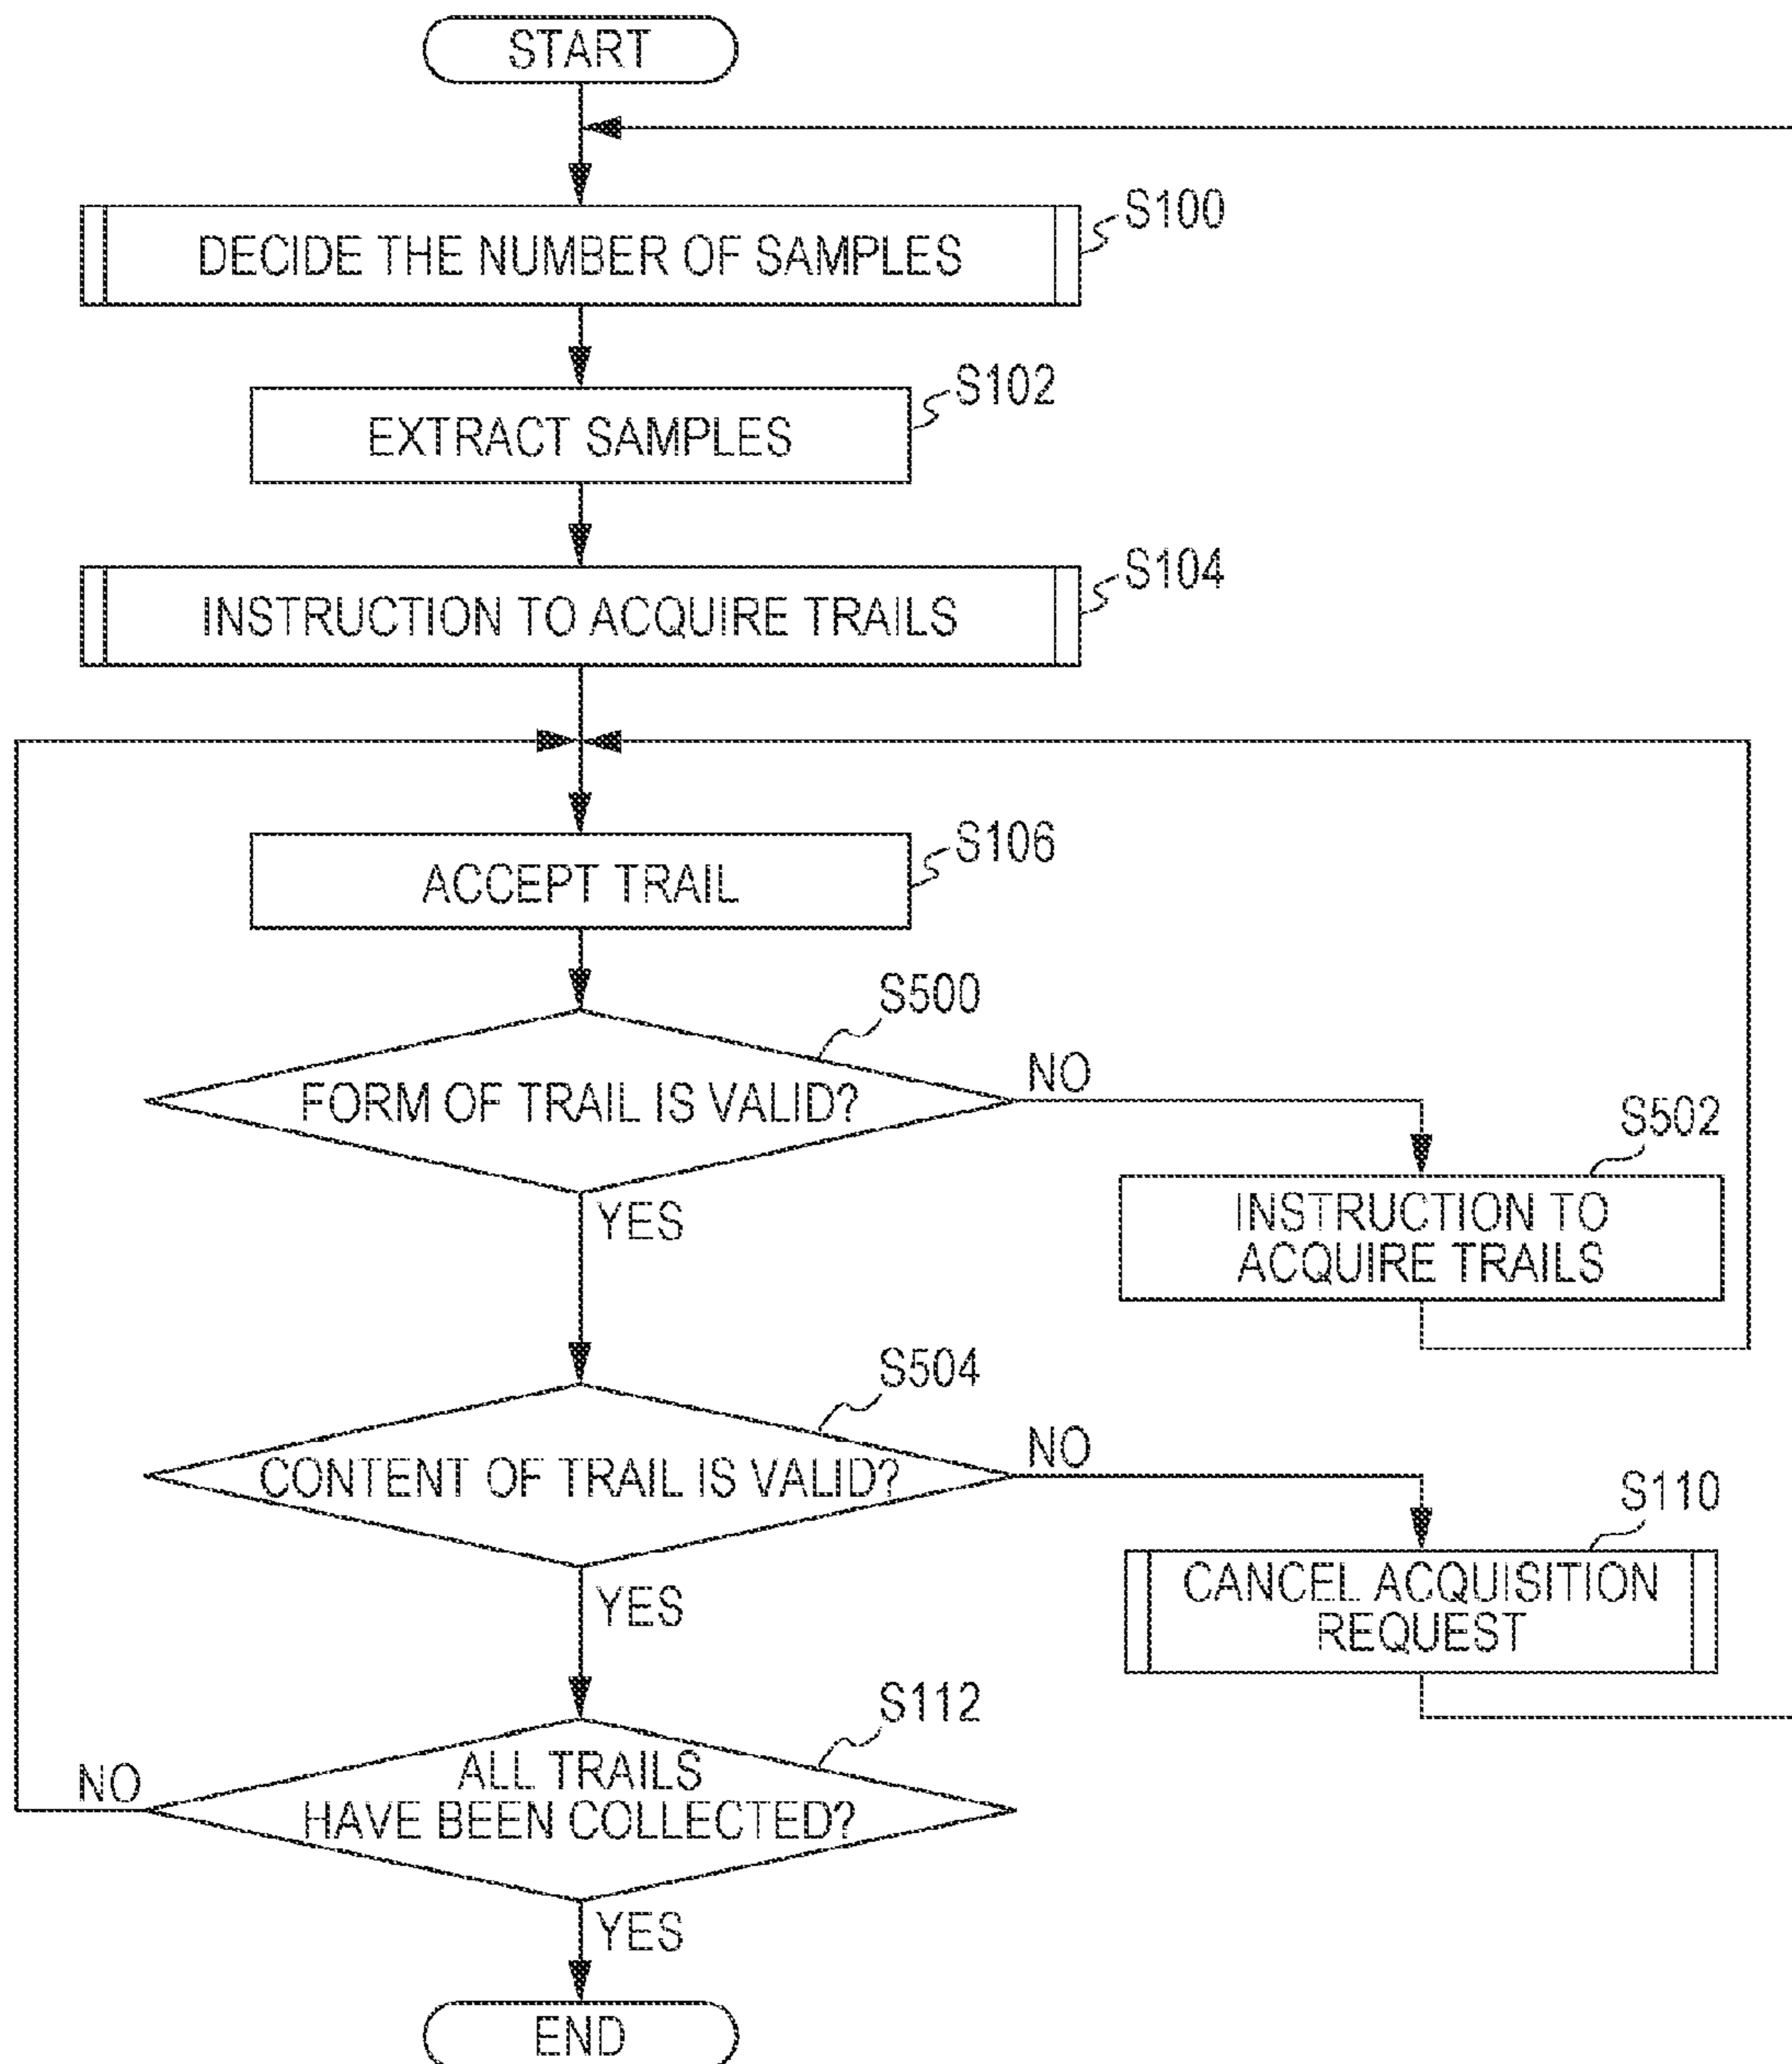 START
DECIDE THE NUMBER OF SAMPLES
S100
EXTRACT SAMPLES
S102
INSTRUCTION TO ACQUIRE TRAILS
S104
ACCEPT TRAIL
S106
FORM OF TRAIL IS VALID?
S500
NO
YES
INSTRUCTION TO
ACQUIRE TRAILS
S502
CONTENT OF TRAIL IS VALID?
S504
NO
YES
CANCEL ACQUISITION
REQUEST
S110
ALL TRAILS
HAVE BEEN COLLECTED?
S112
NO
YES
END